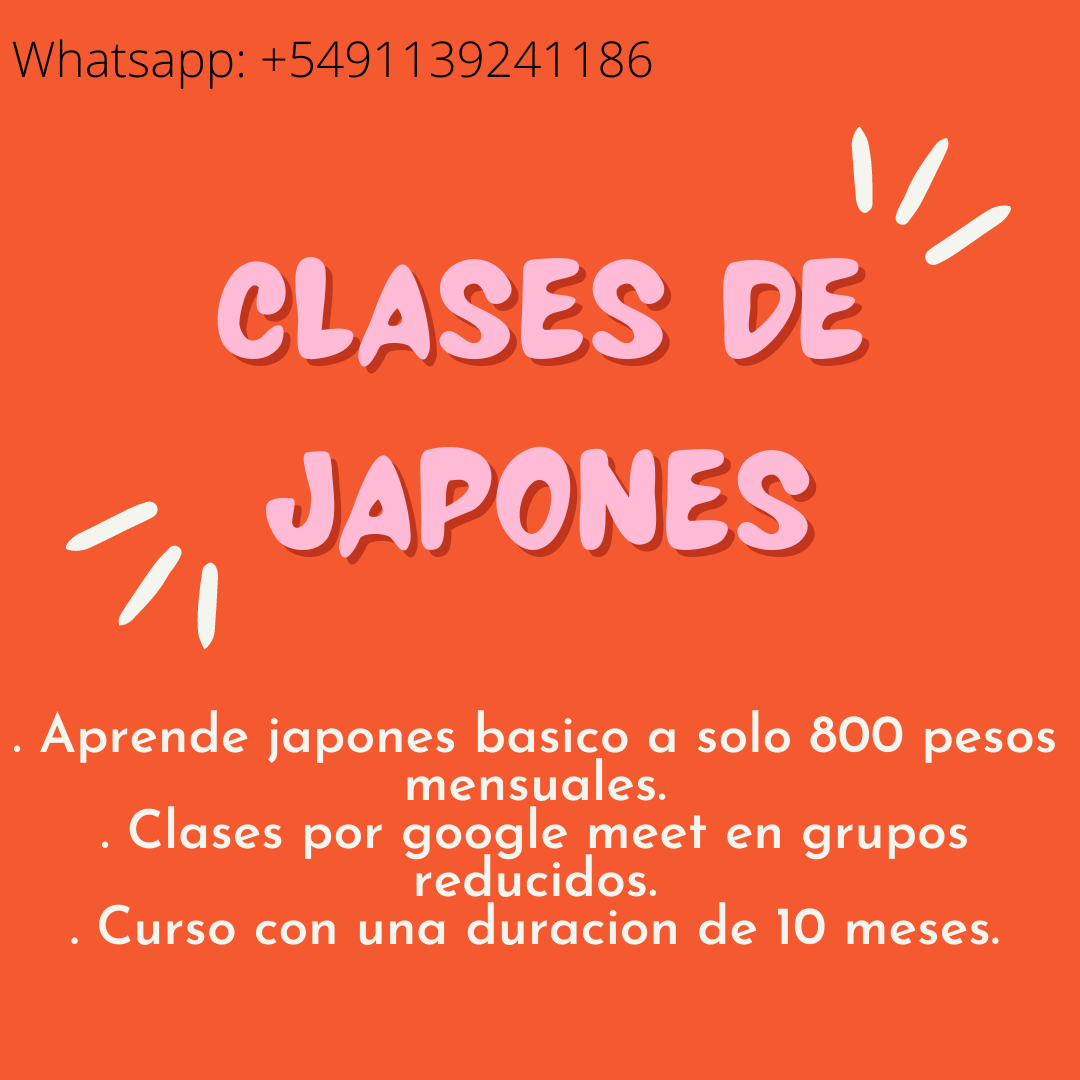 Whatsapp: +5491139241186
CLASES DE
JAPONES
. Aprende japones basico a solo 800 pesos
mensuales.
. Clases por google meet en grupos
reducidos.
. Curso con una duracion de 10 meses.